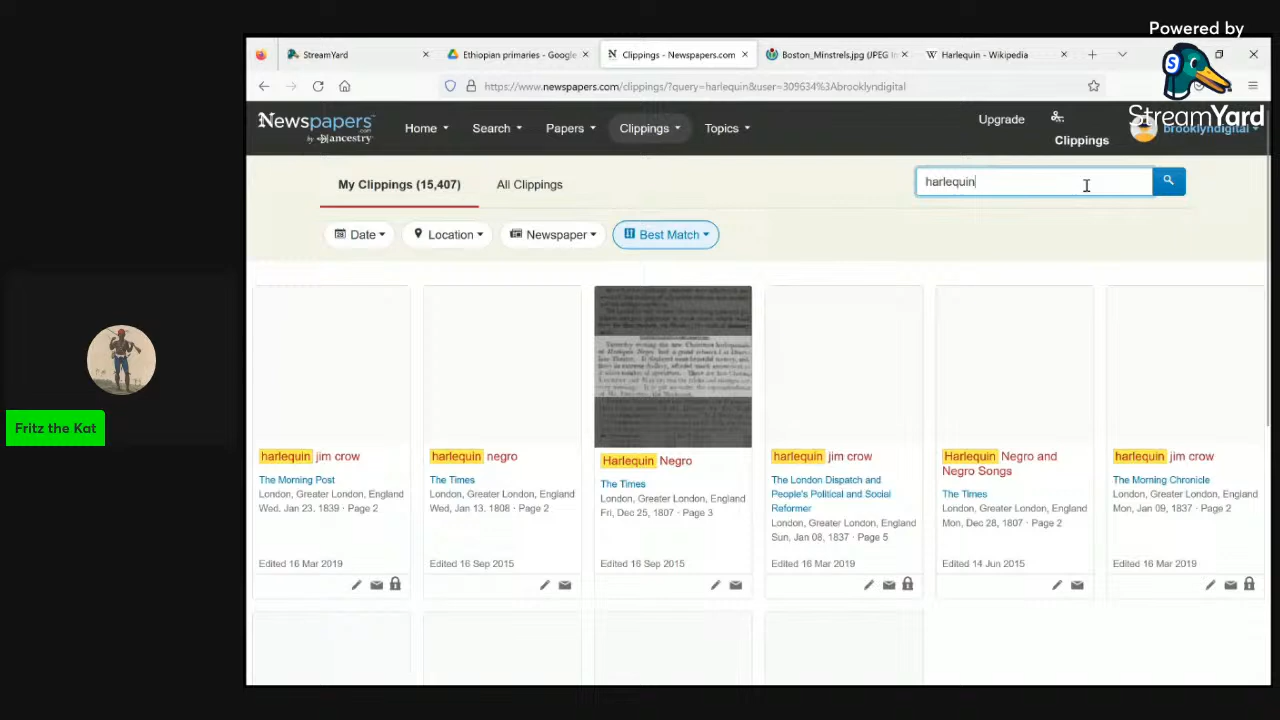 Powered by
StreamYard
StreamYard
Ethiopian primaries - Google
Clippings - Newspapers.com
Boston_Minstrels.jpg (JPEG
Harlequin - Wikipedia
https://www.newspapers.com/clippings/?query=harlequin&user=309634%3Abrooklyndigital
Newspapers
.com
by Ancestry
Home
Search
Papers
Clippings
Topics
Upgrade
Clippings
brooklyndigital
My Clippings (15,407)
All Clippings
harlequin
Date
Location
Newspaper
Best Match
harlequin jim crow
The Morning Post
London, Greater London, England
Wed, Jan 23, 1839 · Page 2
Edited 16 Mar 2019
harlequin negro
The Times
London, Greater London, England
Wed, Jan 13, 1808 · Page 2
Edited 16 Sep 2015
Harlequin Negro
The Times
London, Greater London, England
Fri, Dec 25, 1807 · Page 3
Edited 16 Sep 2015
harlequin jim crow
The London Dispatch and
People's Political and Social
Reformer
London, Greater London, England
Sun, Jan 08, 1837 · Page 5
Edited 16 Mar 2019
Harlequin Negro and
Negro Songs
The Times
London, Greater London, England
Mon, Dec 28, 1807 · Page 2
Edited 14 Jun 2015
harlequin jim crow
The Morning Chronicle
London, Greater London, England
Mon, Jan 09, 1837 · Page 2
Edited 16 Mar 2019
Fritz the Kat